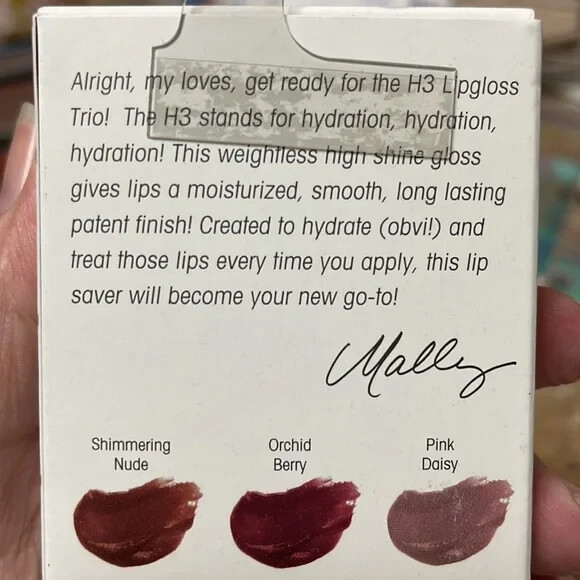 Alright, my loves, get ready for the H3 Lipgloss
Trio! The H3 stands for hydration, hydration,
hydration! This weightless high shine gloss
gives lips a moisturized, smooth, long lasting
patent finish! Created to hydrate (obvi!) and
treat those lips every time you apply, this lip
saver will become your new go-to!
Mally
Shimmering
Nude
Orchid
Berry
Pink
Daisy